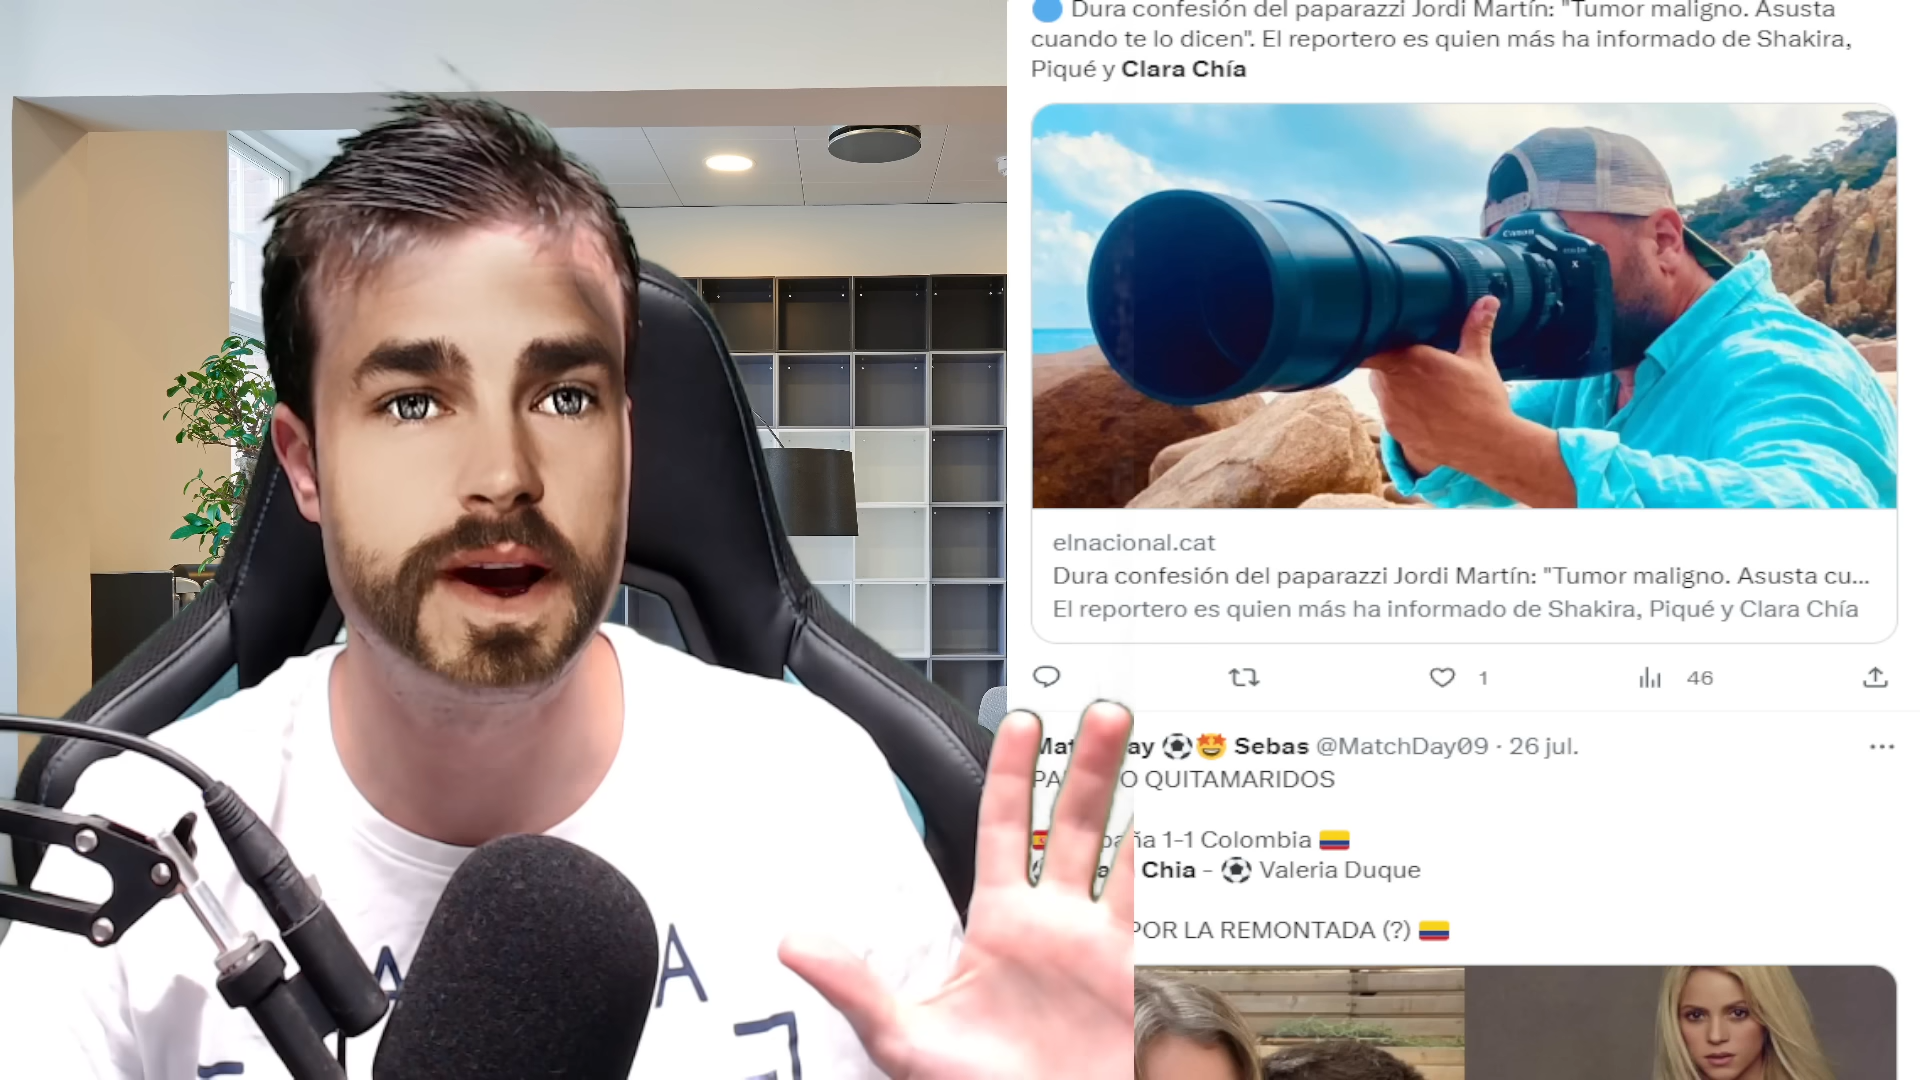 Dura confesión del paparazzi Jordi Martín: "Tumor maligno. Asusta
cuando te lo dicen". El reportero es quien más ha informado de Shakira,
Piqué y Clara Chía
Canon
X
elnacional.cat
Dura confesión del paparazzi Jordi Martín: "Tumor maligno. Asusta cu...
El reportero es quien más ha informado de Shakira, Piqué y Clara Chía
1
46
Sebas @MatchDay09 · 26 jul.
QUITAMARIDOS
1-1 Colombia
Chia - Valeria Duque
POR LA REMONTADA (?)
A
A